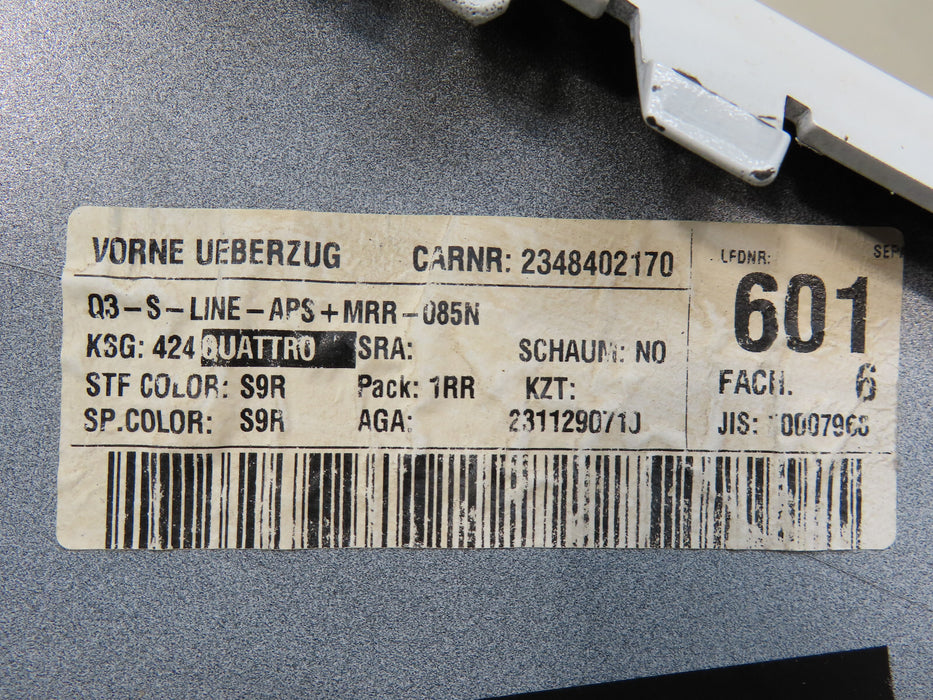 VORNE UEBERZUG CARNR: 2348402170
LFDNR:
601
Q3-S-LINE-APS+MRR-085N
KSG: 424 QUATTRO SRA: SCHAUM: NO
STF COLOR: S9R Pack: 1RR KZT:
FACH. 6
SP.COLOR: S9R AGA:
JIS: